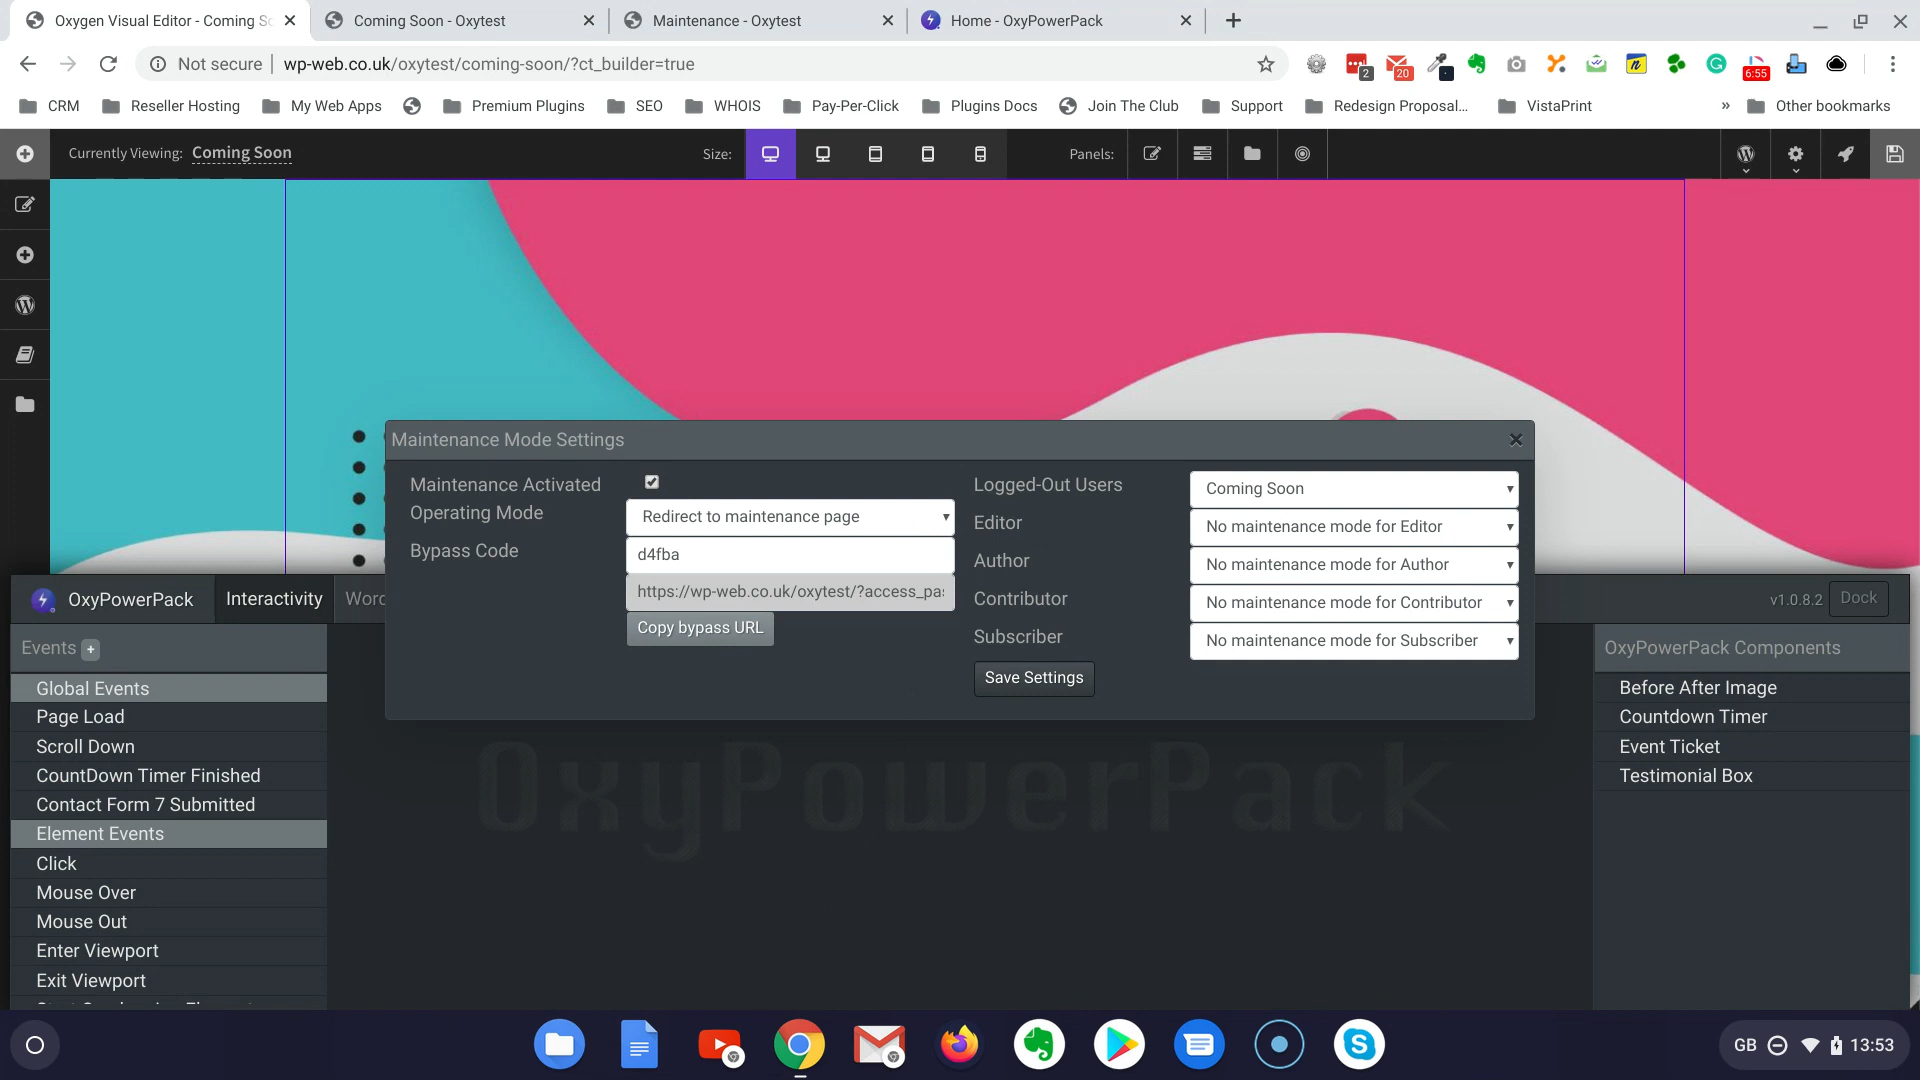 Oxygen Visual Editor - Coming So
Coming Soon - Oxytest
Maintenance - Oxytest
Home - OxyPowerPack
Not secure
wp-web.co.uk/oxytest/coming-soon/?ct_builder=true
2
20
6:55
CRM
Reseller Hosting
My Web Apps
Premium Plugins
SEO
WHOIS
Pay-Per-Click
Plugins Docs
Join The Club
Support
Redesign Proposal...
VistaPrint
»
Other bookmarks
Currently Viewing: Coming Soon
Size:
Panels:
Maintenance Mode Settings
Maintenance Activated
Operating Mode
Redirect to maintenance page
Bypass Code
d4fba
https://wp-web.co.uk/oxytest/?access_pas
Copy bypass URL
Logged-Out Users
Coming Soon
Editor
No maintenance mode for Editor
Author
No maintenance mode for Author
Contributor
No maintenance mode for Contributor
Subscriber
No maintenance mode for Subscriber
Save Settings
OxyPowerPack
Interactivity
Word
v1.0.8.2
Dock
Events +
Global Events
Page Load
Scroll Down
CountDown Timer Finished
Contact Form 7 Submitted
Element Events
Click
Mouse Over
Mouse Out
Enter Viewport
Exit Viewport
OxyPowerPack
OxyPowerPack Components
Before After Image
Countdown Timer
Event Ticket
Testimonial Box
GB
13:53